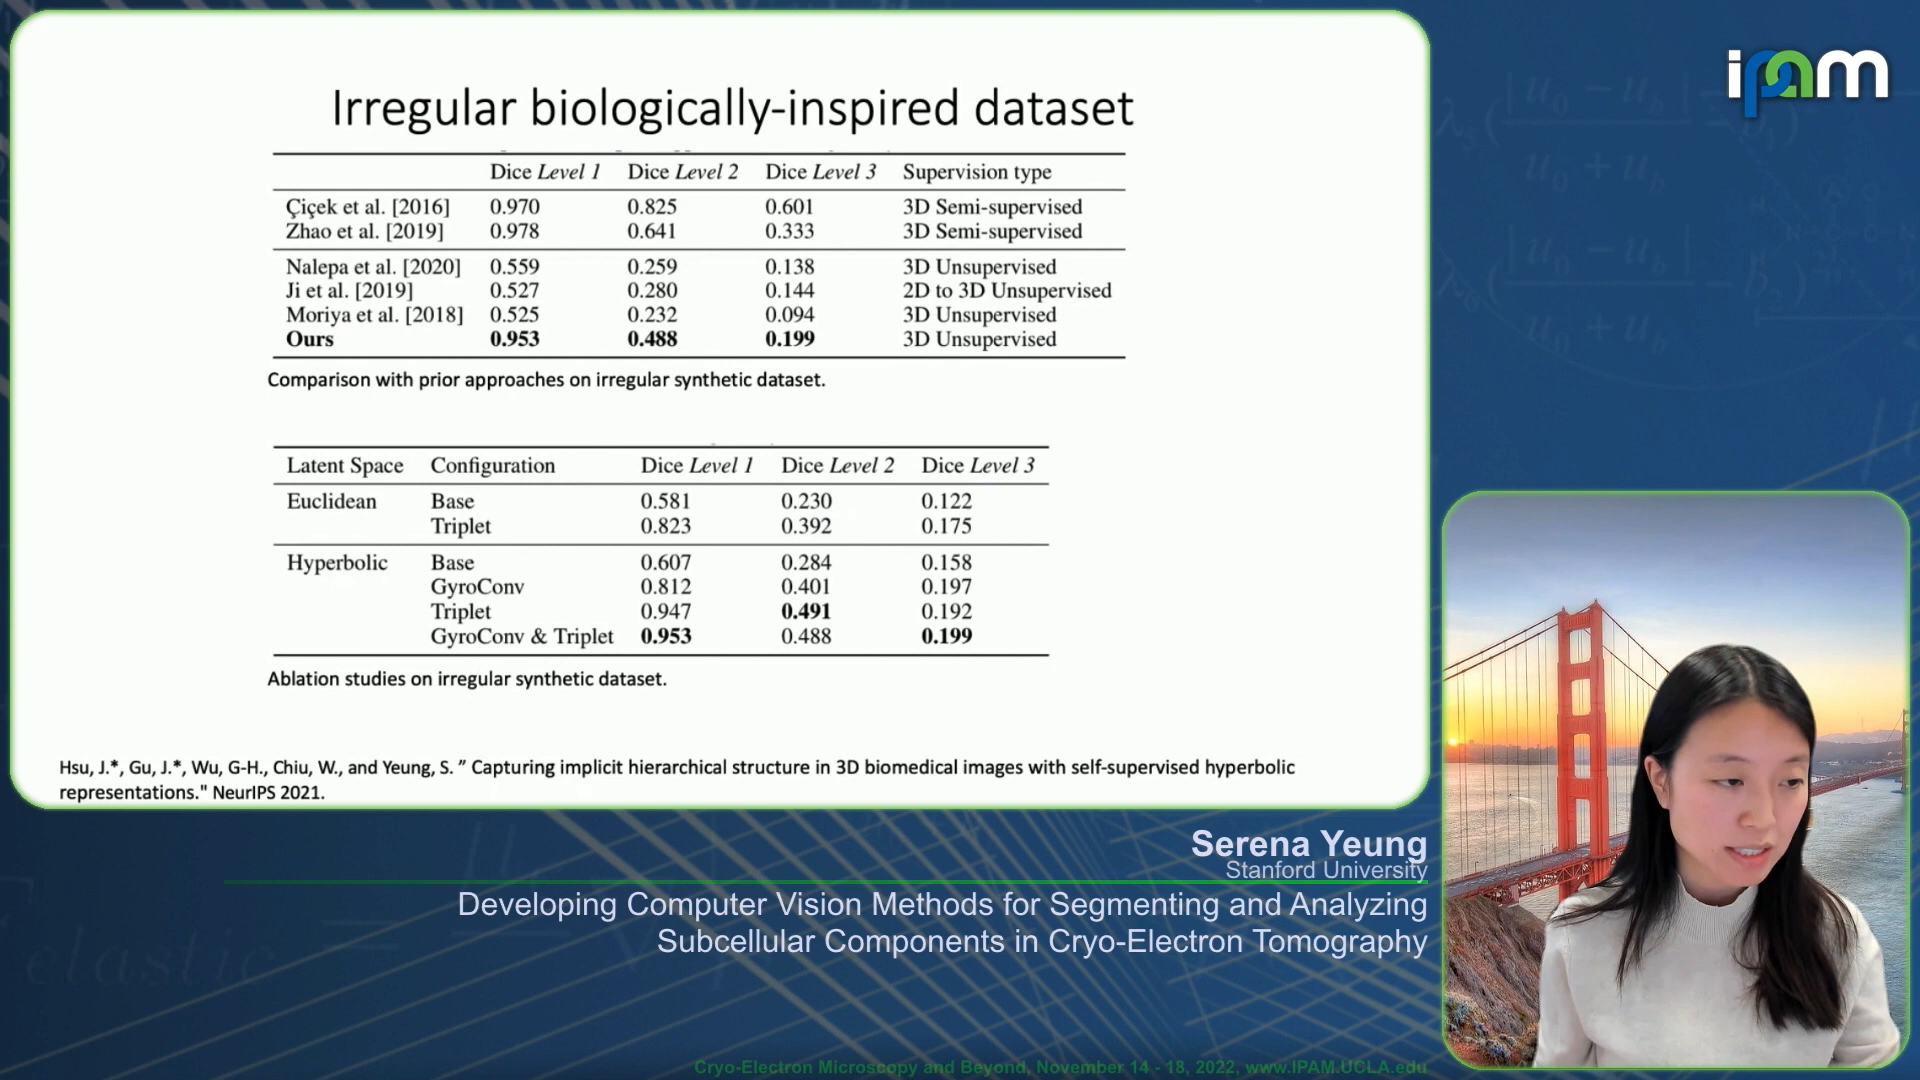 Irregular biologically-inspired dataset
Dice Level 1 Dice Level 2 Dice Level 3 Supervision type
Çiçek et al. [2016] 0.970 0.825 0.601 3D Semi-supervised
Zhao et al. [2019] 0.978 0.641 0.333 3D Semi-supervised
Nalepa et al. [2020] 0.559 0.259 0.138 3D Unsupervised
Ji et al. [2019] 0.527 0.280 0.144 2D to 3D Unsupervised
Moriya et al. [2018] 0.525 0.232 0.094 3D Unsupervised
Ours 0.953 0.488 0.199 3D Unsupervised
Comparison with prior approaches on irregular synthetic dataset.
Latent Space Configuration Dice Level 1 Dice Level 2 Dice Level 3
Euclidean Base 0.581 0.230 0.122
Triplet 0.823 0.392 0.175
Hyperbolic Base 0.607 0.284 0.158
GyroConv 0.812 0.401 0.197
Triplet 0.947 0.491 0.192
GyroConv & Triplet 0.953 0.488 0.199
Ablation studies on irregular synthetic dataset.
Hsu, J.*, Gu, J.*, Wu, G-H., Chiu, W., and Yeung, S. ” Capturing implicit hierarchical structure in 3D biomedical images with self-supervised hyperbolic
representations." NeurIPS 2021.
ipam
Serena Yeung
Stanford University
Developing Computer Vision Methods for Segmenting and Analyzing
Subcellular Components in Cryo-Electron Tomography
Cryo-Electron Microscopy and Beyond, November 14 - 18, 2022, www.IPAM.UCLA.edu
elastic